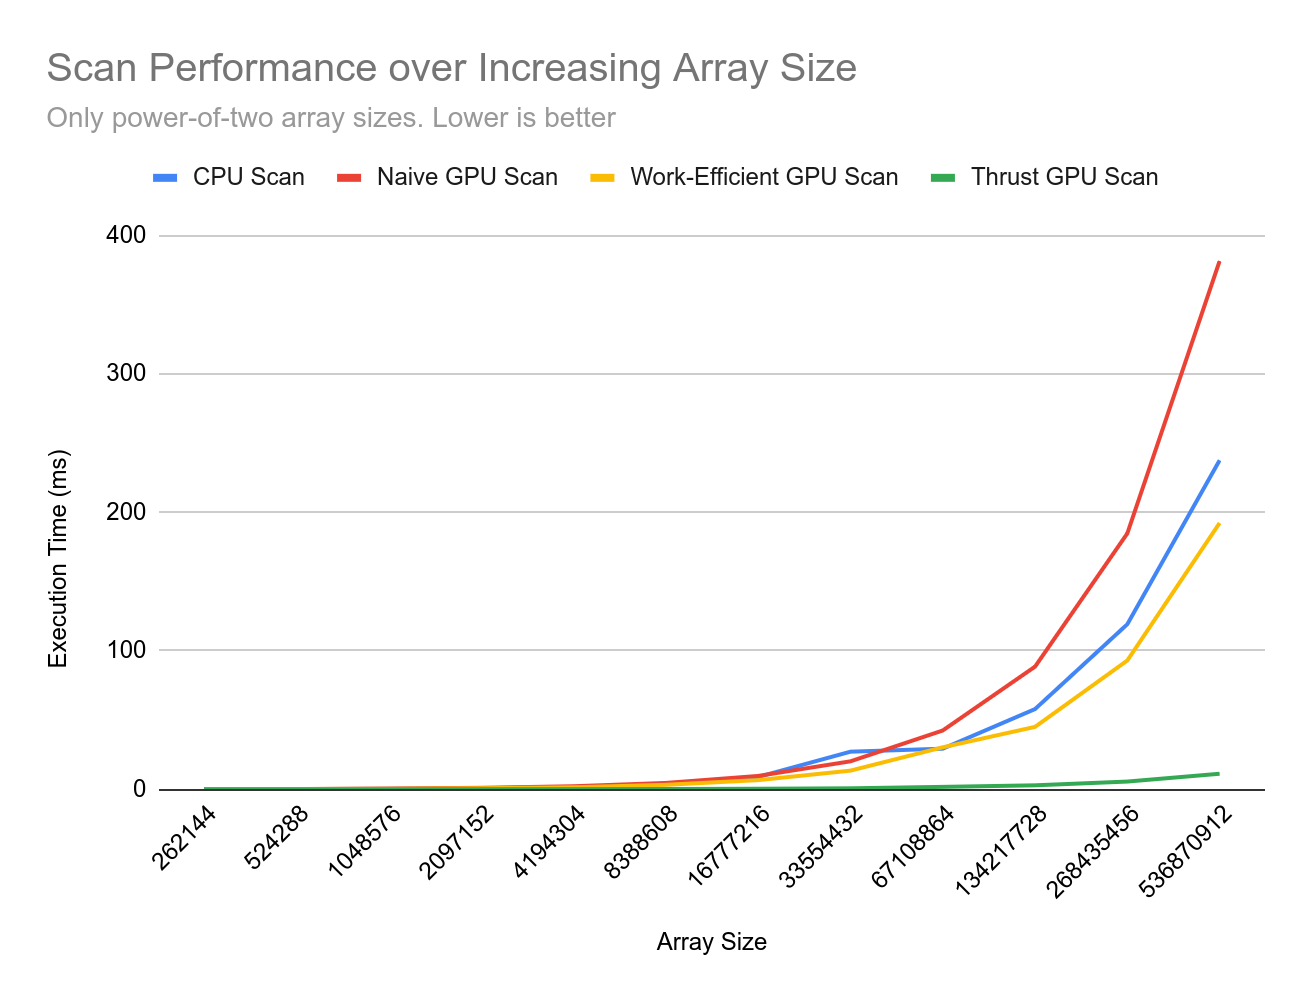 Scan Performance over Increasing Array Size
Only power-of-two array sizes. Lower is better
CPU Scan Naive GPU Scan Work-Efficient GPU Scan Thrust GPU Scan
400
300
200
100
0
Execution Time (ms)
262144 524288 1048576 2097152 4194304 8388608 16777216 33554432 67108864 134217728 268435456 536870912
Array Size